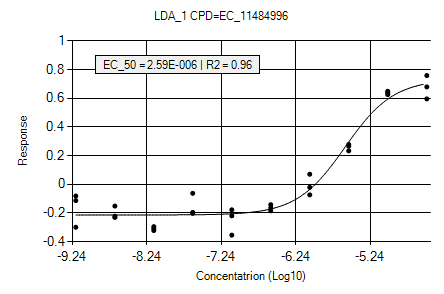 LDA_1 CPD=EC_11484996
EC_50 = 2.59E-006 | R2 = 0.96
Response
1
0.8
0.6
0.4
0.2
0
-0.2
-0.4
-9.24 -8.24 -7.24 -6.24 -5.24
Concentatrion (Log10)